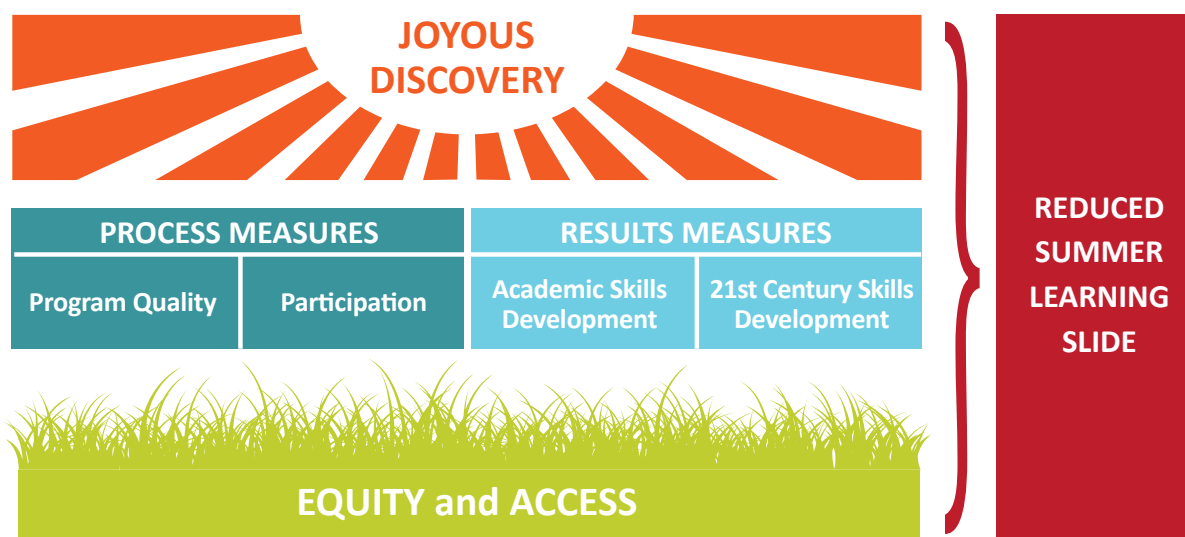 JOYOUS
DISCOVERY
PROCESS MEASURES
RESULTS MEASURES
Program Quality
Participation
Academic Skills
Development
21st Century Skills
Development
EQUITY and ACCESS
REDUCED
SUMMER
LEARNING
SLIDE